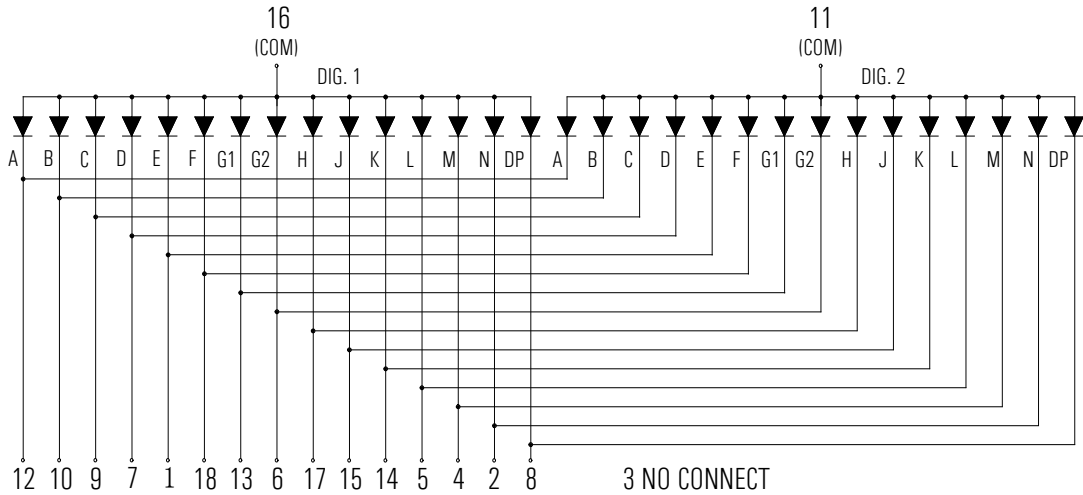 16 11
(COM) (COM)
DIG. 1 DIG. 2
A B C D E F G1 G2 H J K L M N DP A B C D E F G1 G2 H J K L M N DP
12 10 9 7 1 18 13 6 17 15 14 5 4 2 8 3 NO CONNECT